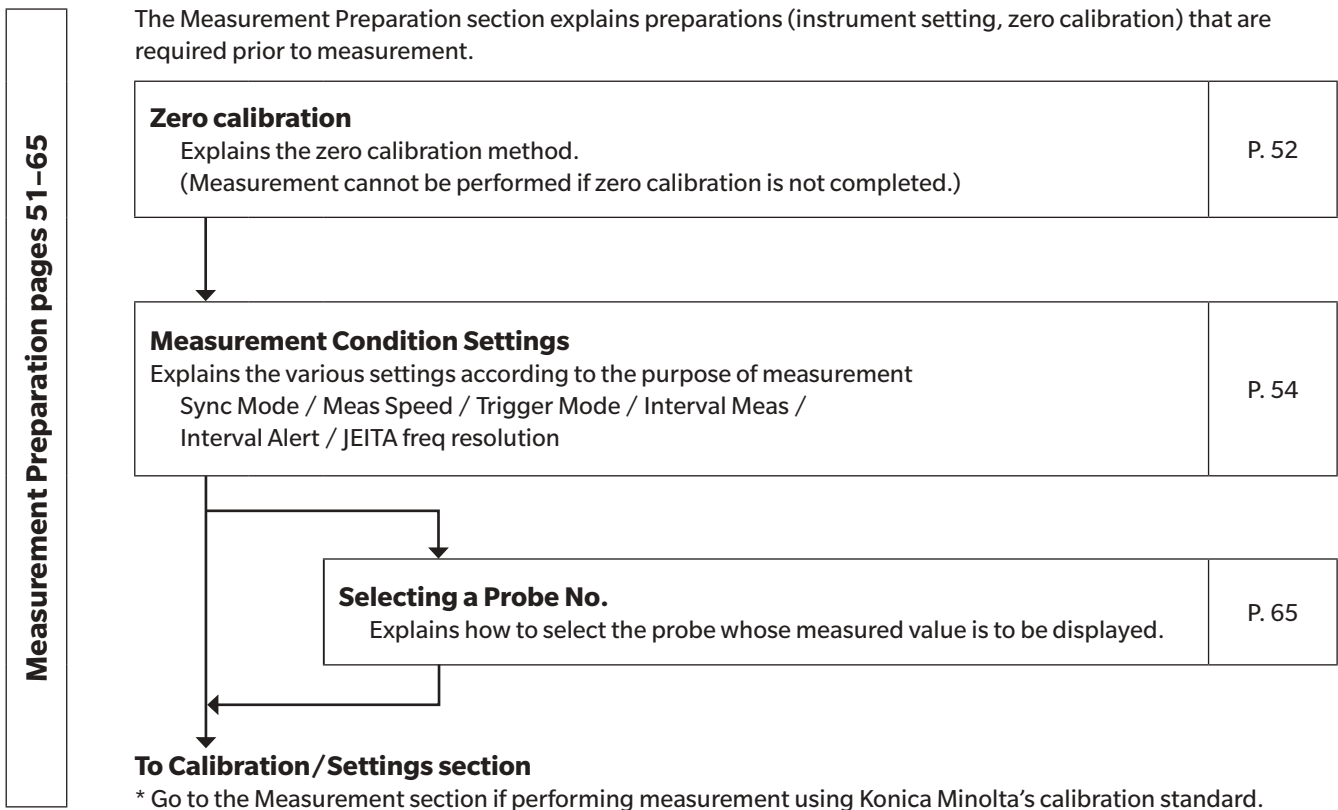 Measurement Preparation pages 51–65
The Measurement Preparation section explains preparations (instrument setting, zero calibration) that are
required prior to measurement.
Zero calibration
Explains the zero calibration method.
(Measurement cannot be performed if zero calibration is not completed.)
P. 52
Measurement Condition Settings
Explains the various settings according to the purpose of measurement
Sync Mode / Meas Speed / Trigger Mode / Interval Meas /
Interval Alert / JEITA freq resolution
P. 54
Selecting a Probe No.
Explains how to select the probe whose measured value is to be displayed.
P. 65
To Calibration/Settings section
* Go to the Measurement section if performing measurement using Konica Minolta's calibration standard.